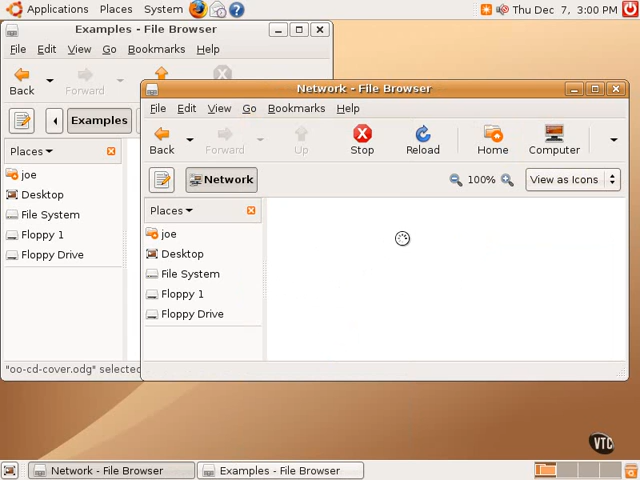 Applications Places System Thu Dec 7, 3:00 PM
Examples - File Browser
File Edit View Go Bookmarks Help
Back Forward
Examples
Places
joe
Desktop
File System
Floppy 1
Floppy Drive
"oo-cd-cover.odg" selected
Network - File Browser
File Edit View Go Bookmarks Help
Back Forward Up Stop Reload Home Computer
Network 100% View as Icons
Places
joe
Desktop
File System
Floppy 1
Floppy Drive
VTC
Network - File Browser Examples - File Browser